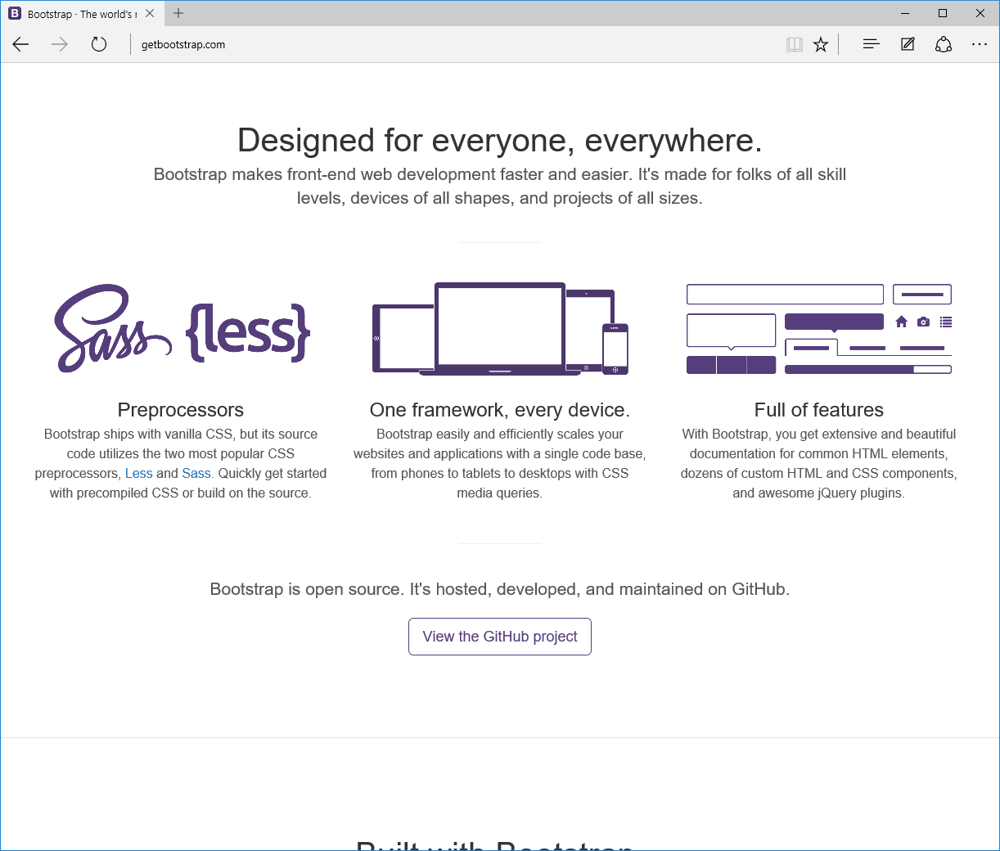 Bootstrap · The world's r
getbootstrap.com
Designed for everyone, everywhere.
Bootstrap makes front-end web development faster and easier. It's made for folks of all skill
levels, devices of all shapes, and projects of all sizes.
Sass {less}
Preprocessors
Bootstrap ships with vanilla CSS, but its source
code utilizes the two most popular CSS
preprocessors, Less and Sass. Quickly get started
with precompiled CSS or build on the source.
One framework, every device.
Bootstrap easily and efficiently scales your
websites and applications with a single code base,
from phones to tablets to desktops with CSS
media queries.
Full of features
With Bootstrap, you get extensive and beautiful
documentation for common HTML elements,
dozens of custom HTML and CSS components,
and awesome jQuery plugins.
Bootstrap is open source. It's hosted, developed, and maintained on GitHub.
View the GitHub project
Built with Bootstrap